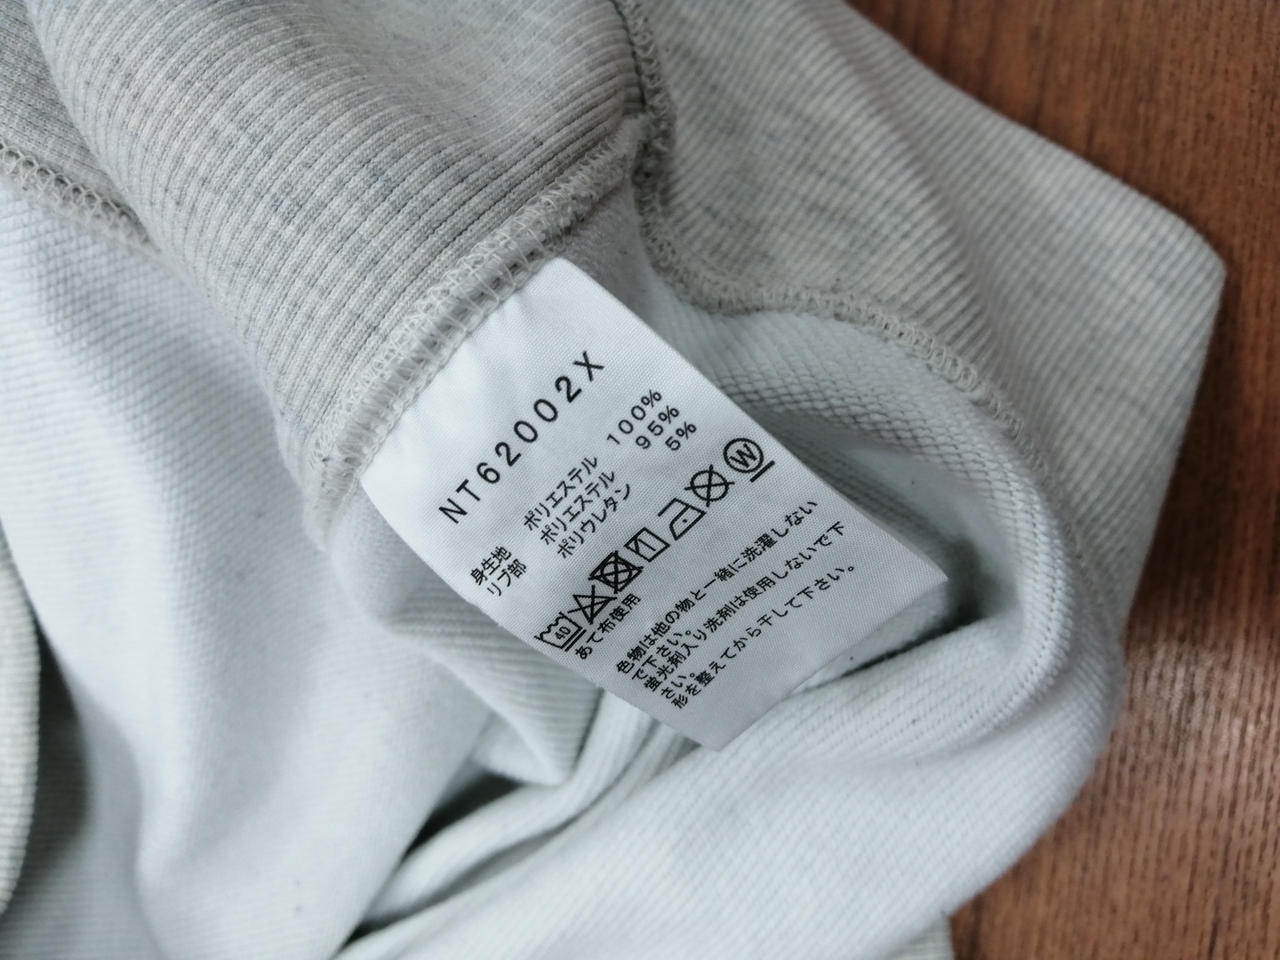 NT62002X
身生地 ポリエステル 100%
リブ部 ポリエステル 95%
ポリウレタン 5%
40 W
あて布使用
色物は他の物と一緒に洗濯しない
で下さい。
蛍光剤入り洗剤は使用しないで下
さい。
形を整えてから干して下さい。